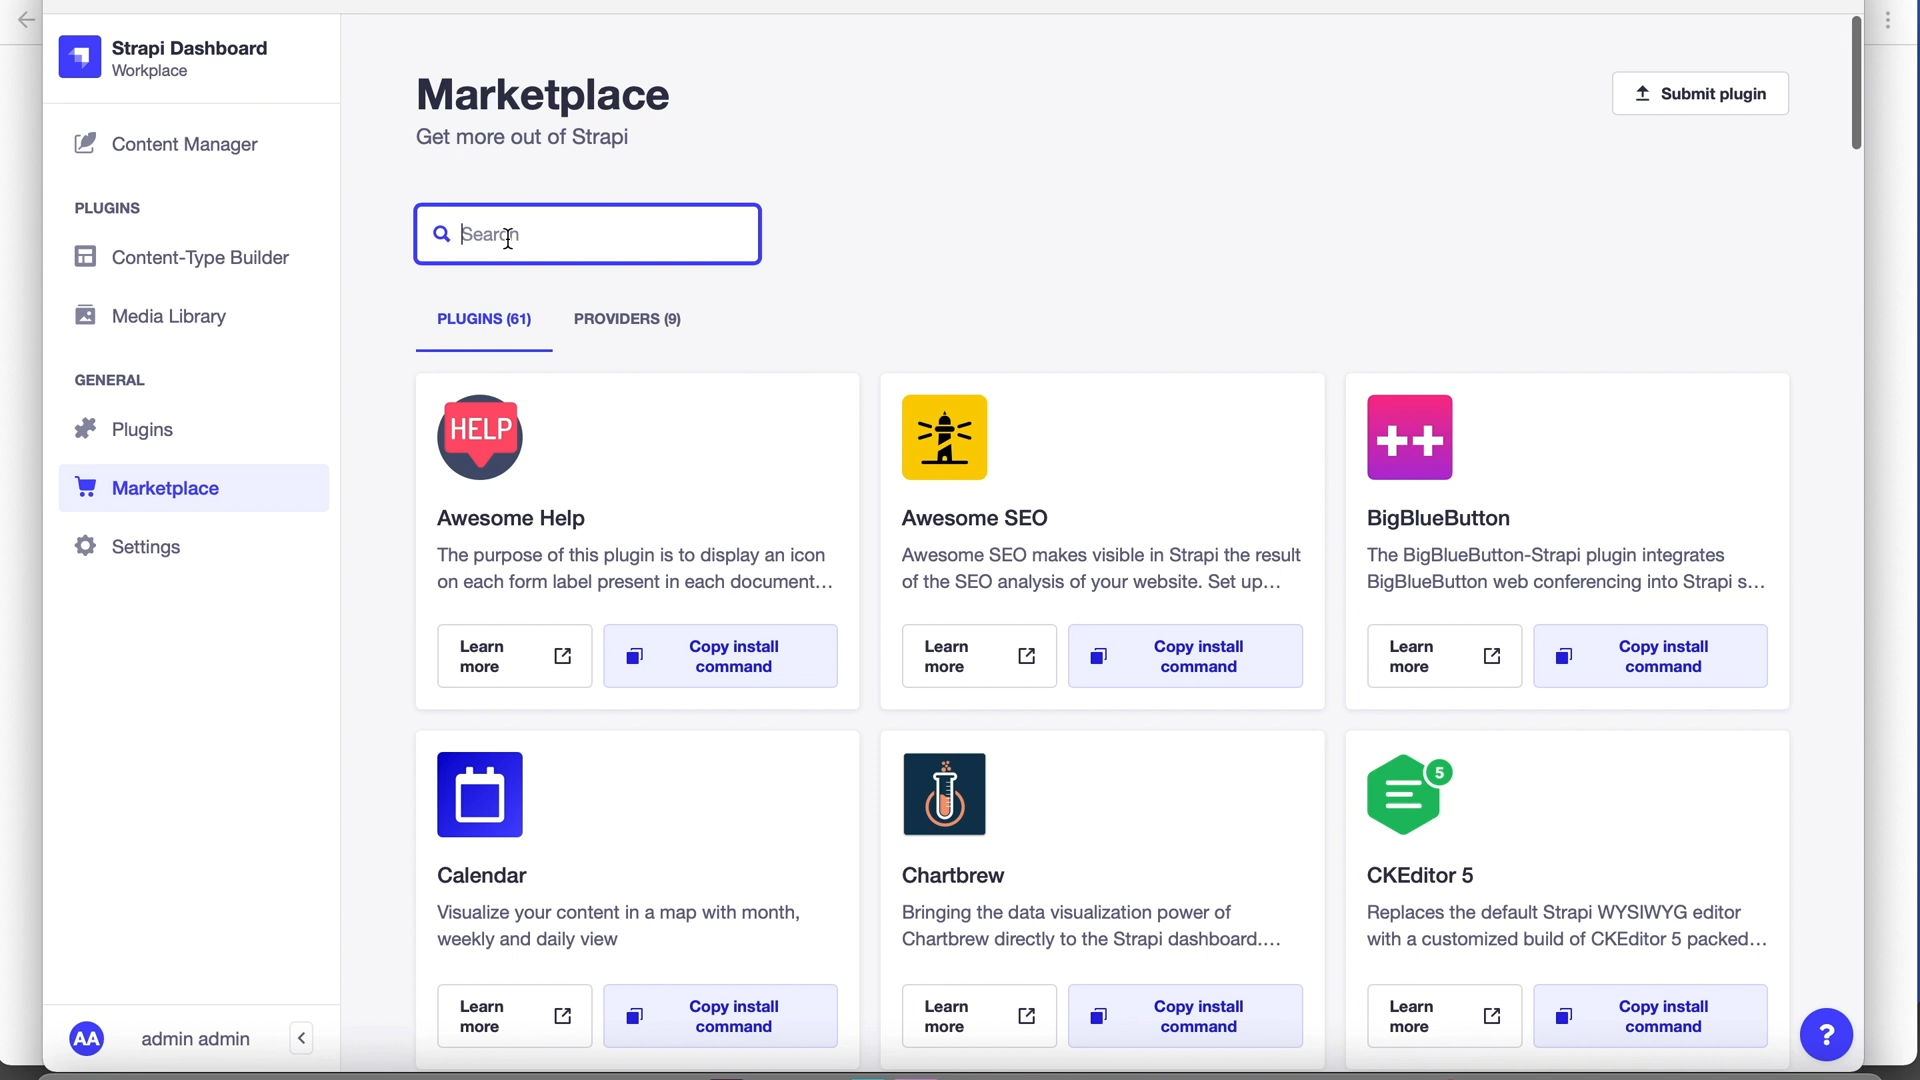 Strapi Dashboard
Workplace
Content Manager
PLUGINS
Content-Type Builder
Media Library
GENERAL
Plugins
Marketplace
Settings
AA
admin admin
Marketplace
Get more out of Strapi
Submit plugin
Search
PLUGINS (61)
PROVIDERS (9)
HELP
Awesome Help
The purpose of this plugin is to display an icon
on each form label present in each document...
Learn
more
Copy install
command
Awesome SEO
Awesome SEO makes visible in Strapi the result
of the SEO analysis of your website. Set up...
Learn
more
Copy install
command
++
BigBlueButton
The BigBlueButton-Strapi plugin integrates
BigBlueButton web conferencing into Strapi s...
Learn
more
Copy install
command
Calendar
Visualize your content in a map with month,
weekly and daily view
Learn
more
Copy install
command
Chartbrew
Bringing the data visualization power of
Chartbrew directly to the Strapi dashboard....
Learn
more
Copy install
command
5
CKEditor 5
Replaces the default Strapi WYSIWYG editor
with a customized build of CKEditor 5 packed...
Learn
more
Copy install
command
?